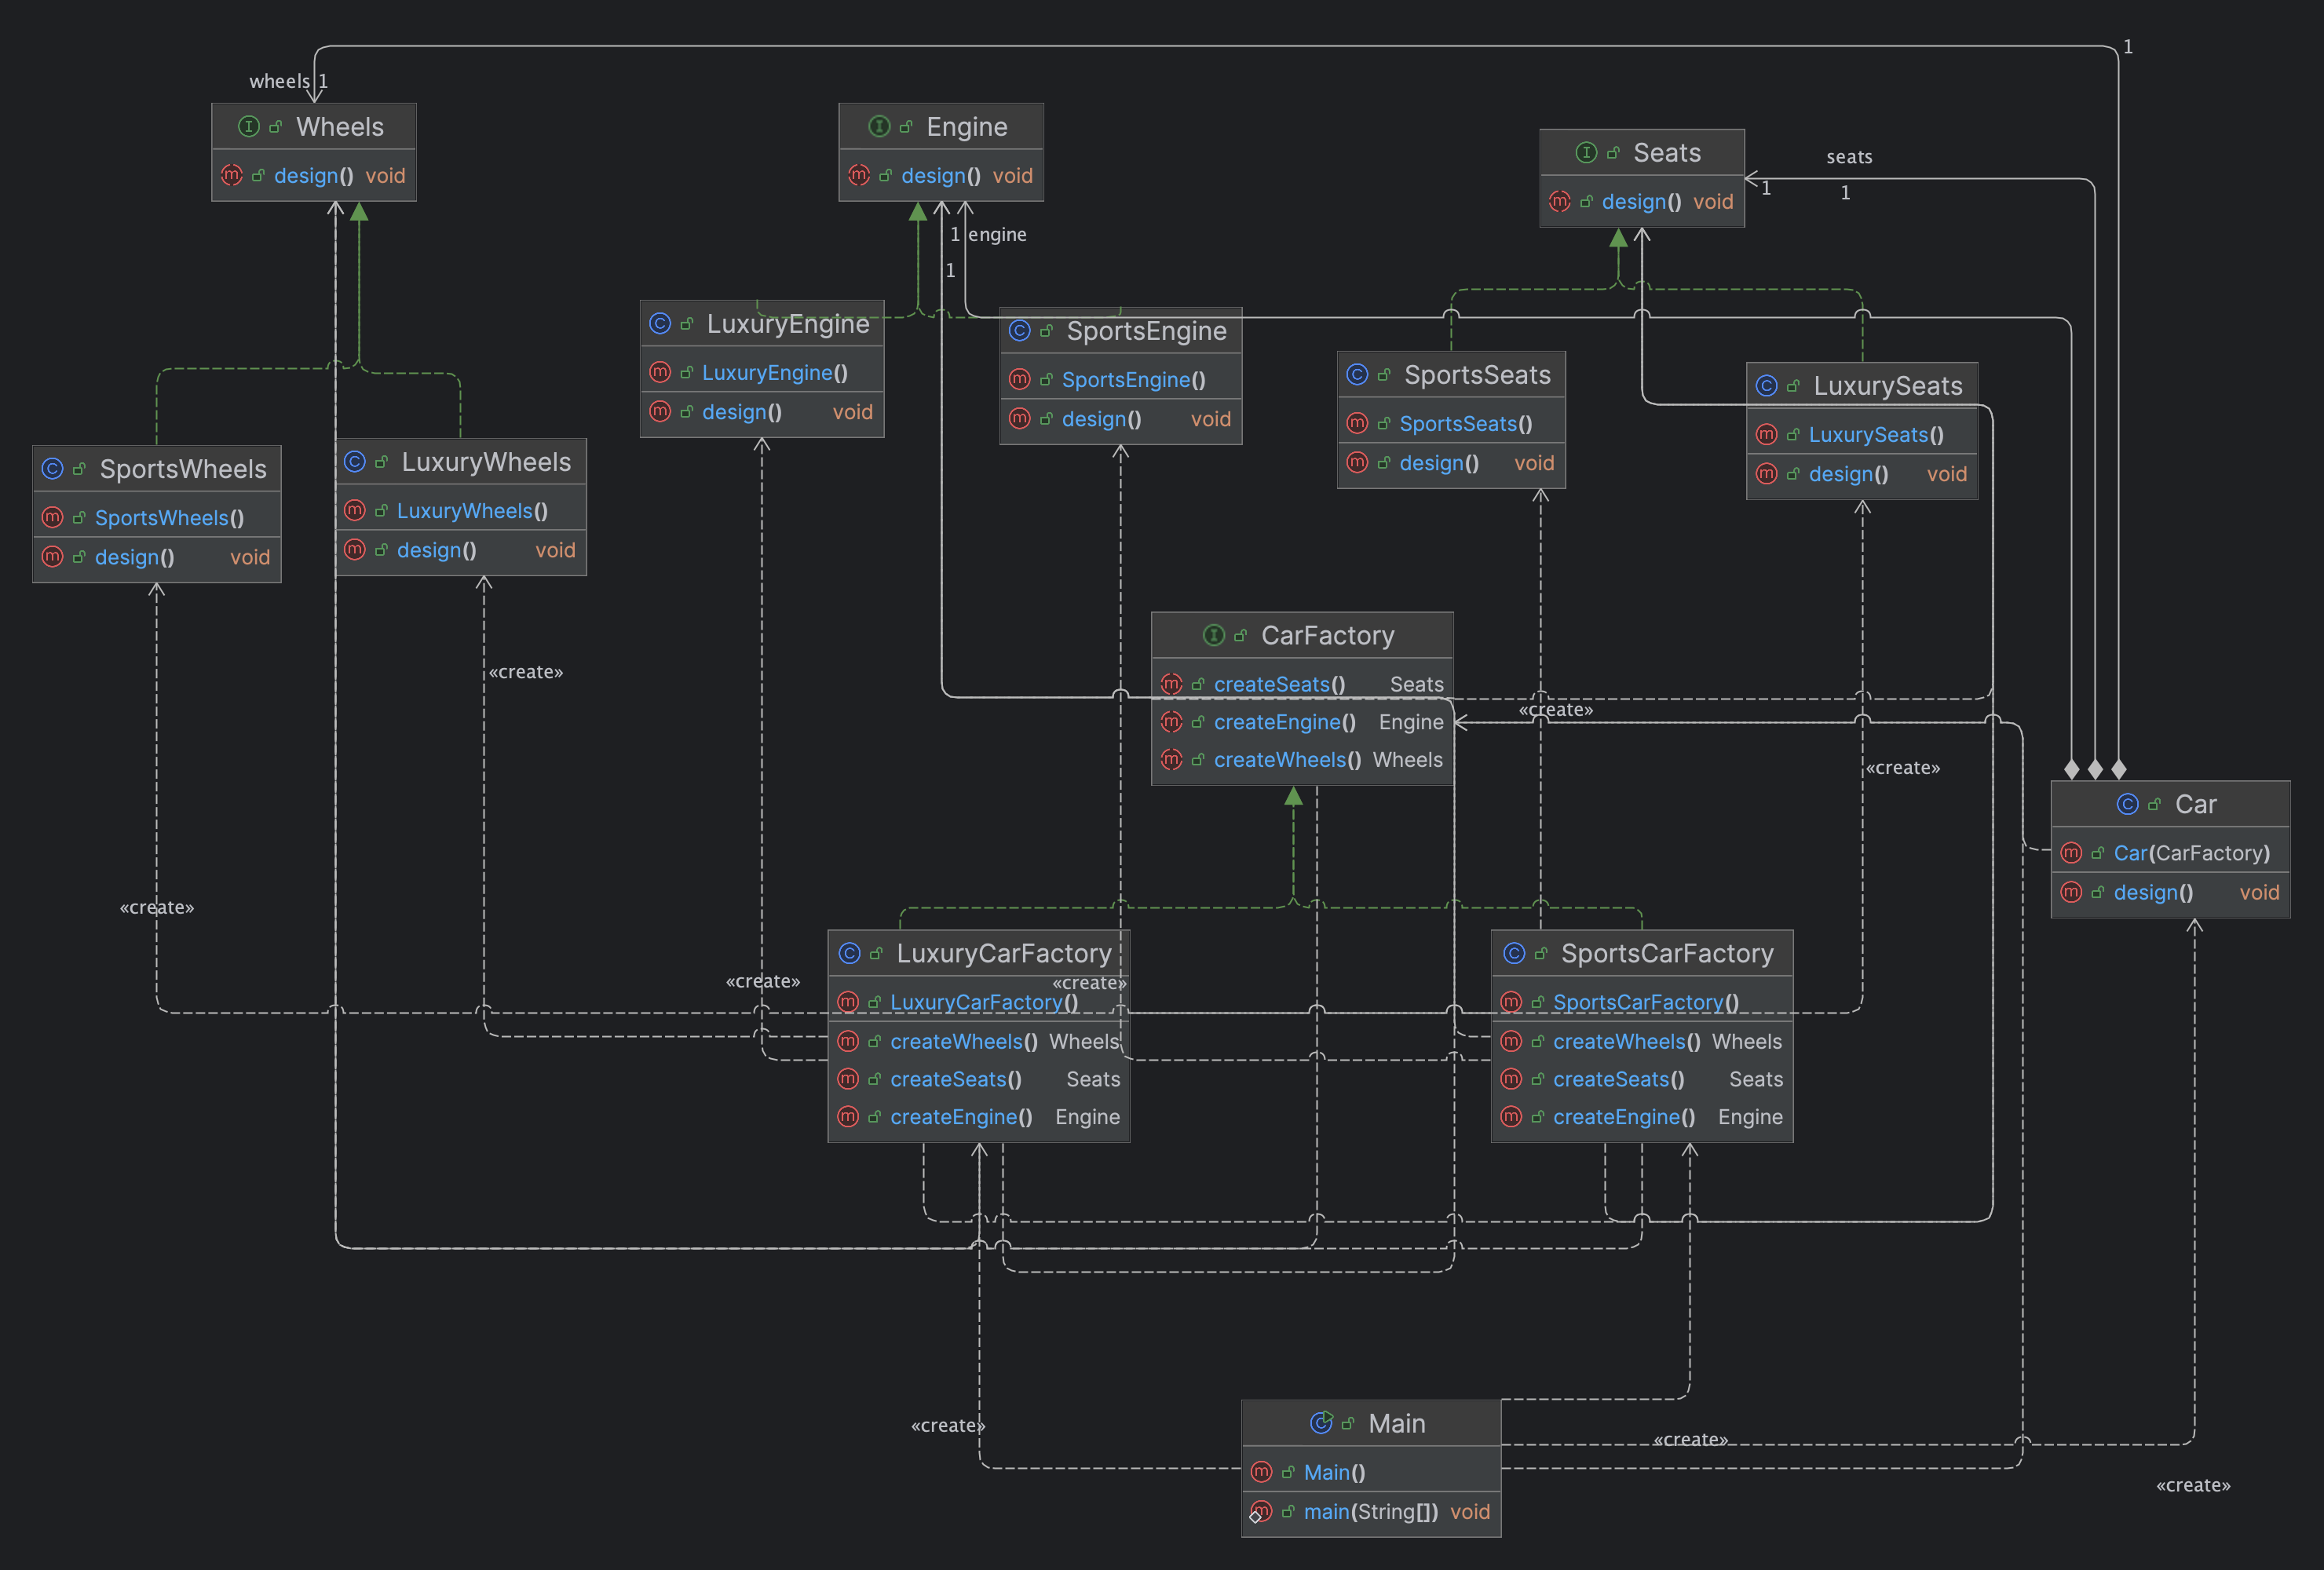 1
wheels 1
Wheels
design() void
Engine
design() void
Seats
design() void
seats
1
1
1 engine
1
LuxuryEngine
LuxuryEngine()
design() void
SportsEngine
SportsEngine()
design() void
SportsSeats
SportsSeats()
design() void
LuxurySeats
LuxurySeats()
design() void
SportsWheels
SportsWheels()
design() void
LuxuryWheels
LuxuryWheels()
design() void
«create»
CarFactory
createSeats() Seats
createEngine() Engine
createWheels() Wheels
«create»
«create»
Car
Car(CarFactory)
design() void
«create»
«create»
LuxuryCarFactory
«create»
LuxuryCarFactory()
createWheels() Wheels
createSeats() Seats
createEngine() Engine
SportsCarFactory
SportsCarFactory()
createWheels() Wheels
createSeats() Seats
createEngine() Engine
«create»
Main
Main()
main(String[]) void
«create»
«create»